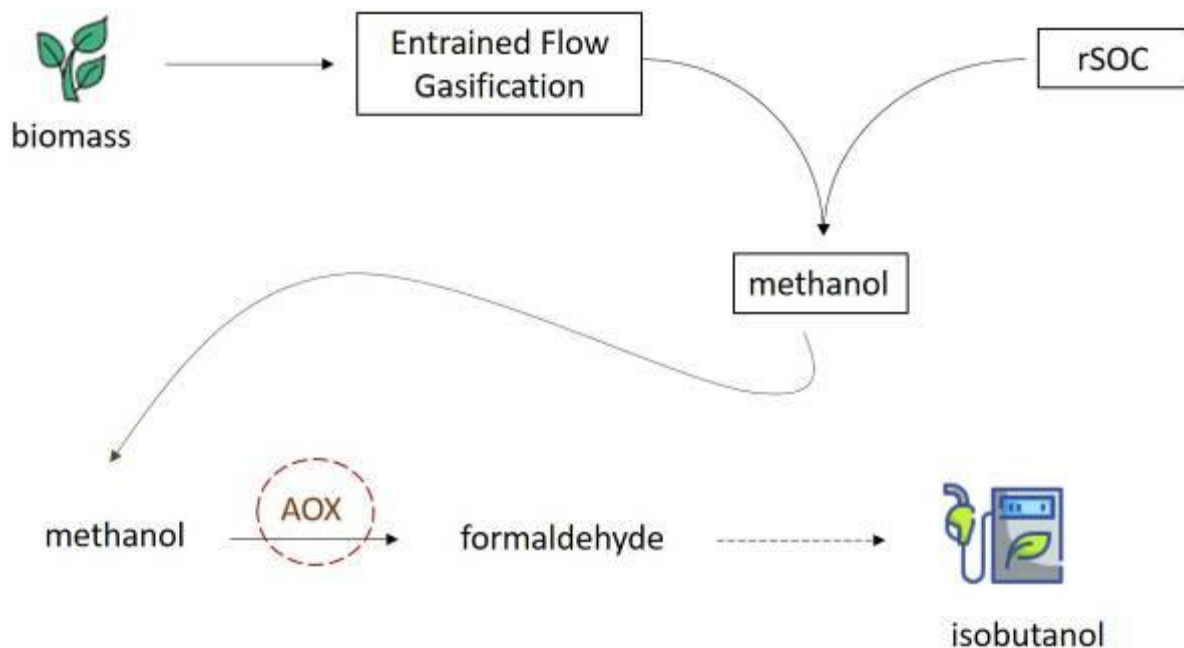 Entrained Flow
Gasification
rSOC
biomass
methanol
methanol
AOX
formaldehyde
isobutanol